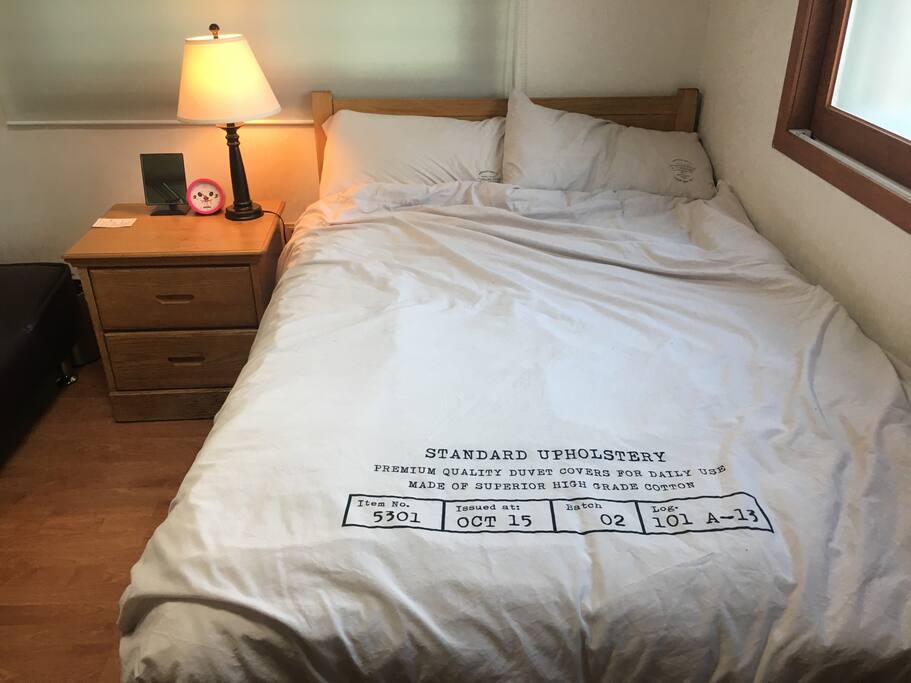 STANDARD UPHOLSTERY
PREMIUM QUALITY DUVET COVERS FOR DAILY USE
MADE OF SUPERIOR HIGH GRADE COTTON
Item No. Issued at: Batch Log.
5301 OCT 15 02 101 A-13